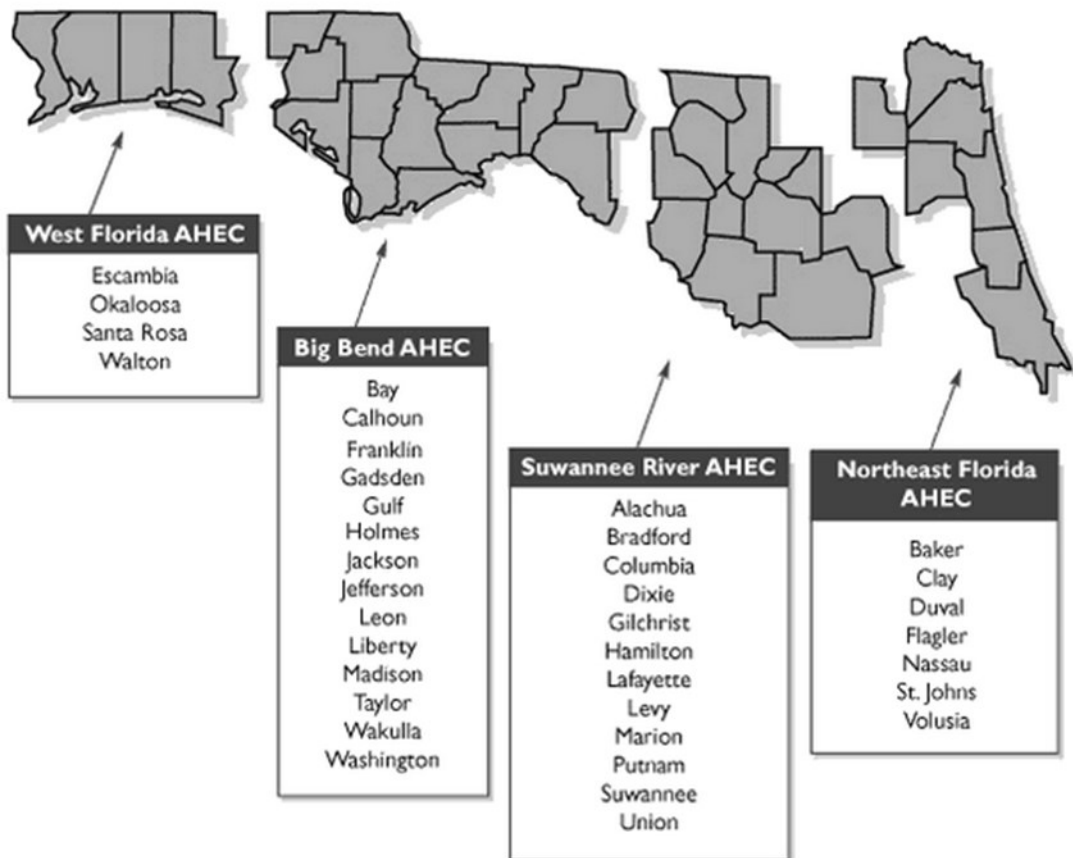 West Florida AHEC
Escambia
Okaloosa
Santa Rosa
Walton
Big Bend AHEC
Bay
Calhoun
Franklin
Gadsden
Gulf
Holmes
Jackson
Jefferson
Leon
Liberty
Madison
Taylor
Wakulla
Washington
Suwannee River AHEC
Alachua
Bradford
Columbia
Dixie
Gilchrist
Hamilton
Lafayette
Levy
Marion
Putnam
Suwannee
Union
Northeast Florida
AHEC
Baker
Clay
Duval
Flagler
Nassau
St. Johns
Volusia